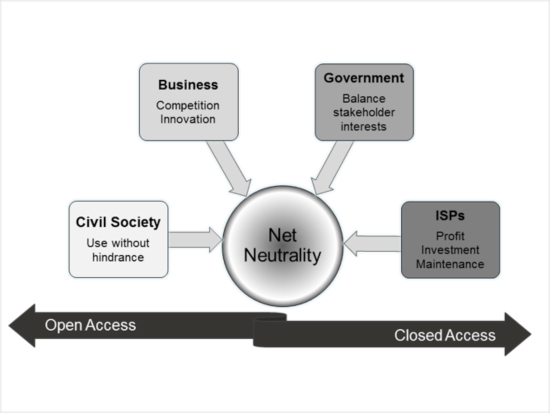 Business
Competition
Innovation
Government
Balance
stakeholder
interests
Civil Society
Use without
hindrance
Net
Neutrality
ISPs
Profit
Investment
Maintenance
Open Access
Closed Access